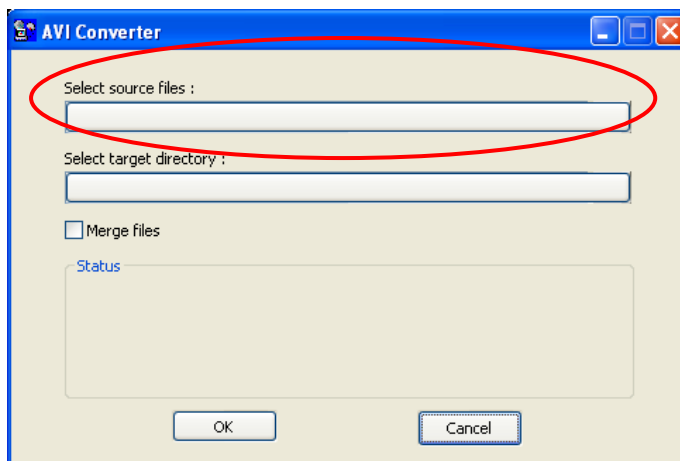 AVI Converter
Select source files :
Select target directory :
Merge files
Status
OK
Cancel